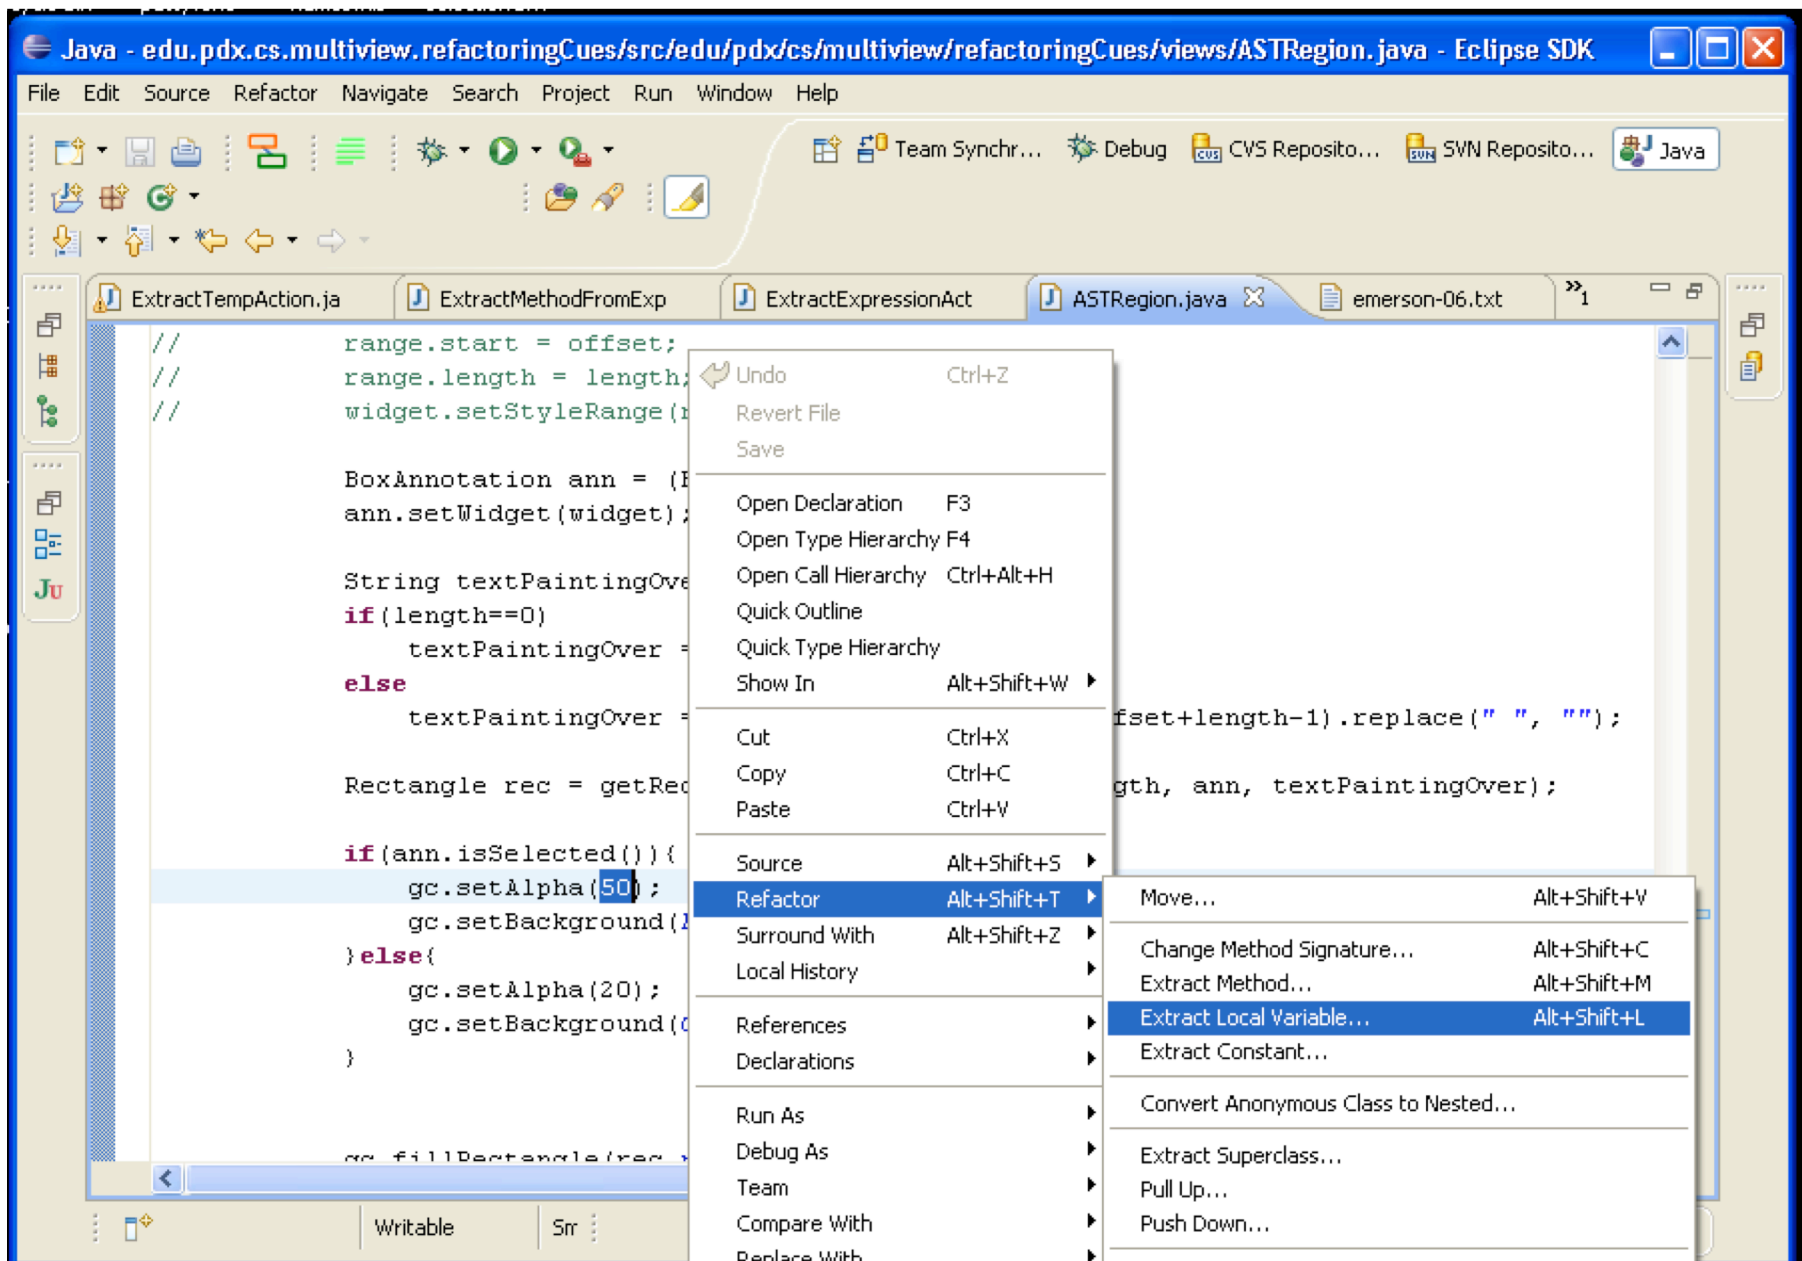 Java - edu.pdx.cs.multiview.refactoringCues/src/edu/pdx/cs/multiview/refactoringCues/views/ASTRegion.java - Eclipse SDK
File Edit Source Refactor Navigate Search Project Run Window Help
Team Synchr... Debug CVS Reposito... SVN Reposito... Java
ExtractTempAction.ja ExtractMethodFromExp ExtractExpressionAct ASTRegion.java emerson-06.txt »1
// range.start = offset;
// range.length = length;
// widget.setStyleRange(
BoxAnnotation ann = (
ann.setWidget(widget);
String textPaintingOve
if(length==0)
textPaintingOver =
else
textPaintingOver = fset+length-1).replace(" ", "");
Rectangle rec = getRec gth, ann, textPaintingOver);
if(ann.isSelected()){
gc.setAlpha(50);
gc.setBackground(
}else{
gc.setAlpha(20);
gc.setBackground(
}
gc.fillRectangle(rec.
Undo Ctrl+Z
Revert File
Save
Open Declaration F3
Open Type Hierarchy F4
Open Call Hierarchy Ctrl+Alt+H
Quick Outline
Quick Type Hierarchy
Show In Alt+Shift+W
Cut Ctrl+X
Copy Ctrl+C
Paste Ctrl+V
Source Alt+Shift+S
Refactor Alt+Shift+T
Surround With Alt+Shift+Z
Local History
References
Declarations
Run As
Debug As
Team
Compare With
Replace With
Move... Alt+Shift+V
Change Method Signature... Alt+Shift+C
Extract Method... Alt+Shift+M
Extract Local Variable... Alt+Shift+L
Extract Constant...
Convert Anonymous Class to Nested...
Extract Superclass...
Pull Up...
Push Down...
Ju
Writable Sm